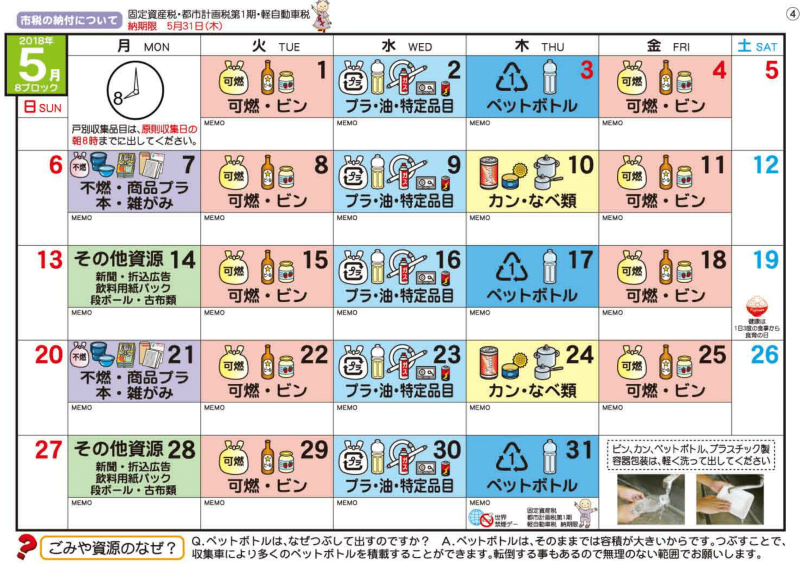 市税の納付について
固定資産税・都市計画税第1期・軽自動車税
納期限 5月31日(木)
④
2018年
5月
8ブロック
月 MON
火 TUE
水 WED
木 THU
金 FRI
土 SAT
日 SUN
8
戸別収集品目は、原則収集日の
朝8時までに出してください。
可燃
1
可燃・ビン
MEMO
プラ
2
プラ・油・特定品目
MEMO
1
3
ペットボトル
MEMO
可燃
4
可燃・ビン
MEMO
5
6
不燃
7
不燃・商品プラ
本・雑がみ
MEMO
可燃
8
可燃・ビン
MEMO
プラ
9
プラ・油・特定品目
MEMO
10
カン・なべ類
MEMO
可燃
11
可燃・ビン
MEMO
12
13
その他資源 14
新聞・折込広告
飲料用紙パック
段ボール・古布類
MEMO
可燃
15
可燃・ビン
MEMO
プラ
16
プラ・油・特定品目
MEMO
1
17
ペットボトル
MEMO
可燃
18
可燃・ビン
MEMO
19
健康は
1日3度の食事から
食育の日
20
不燃
21
不燃・商品プラ
本・雑がみ
MEMO
可燃
22
可燃・ビン
MEMO
プラ
23
プラ・油・特定品目
MEMO
24
カン・なべ類
MEMO
可燃
25
可燃・ビン
MEMO
26
27
その他資源 28
新聞・折込広告
飲料用紙パック
段ボール・古布類
MEMO
可燃
29
可燃・ビン
MEMO
プラ
30
プラ・油・特定品目
MEMO
1
31
ペットボトル
MEMO
世界
禁煙デー
固定資産税
都市計画税第1期
軽自動車税 納期限
ビン、カン、ペットボトル、プラスチック製
容器包装は、軽く洗って出してください
ごみや資源のなぜ?
Q.ペットボトルは、なぜつぶして出すのですか? A.ペットボトルは、そのままでは容積が大きいからです。つぶすことで、
収集車により多くのペットボトルを積載することができます。転倒する事もあるので無理のない範囲でお願いします。